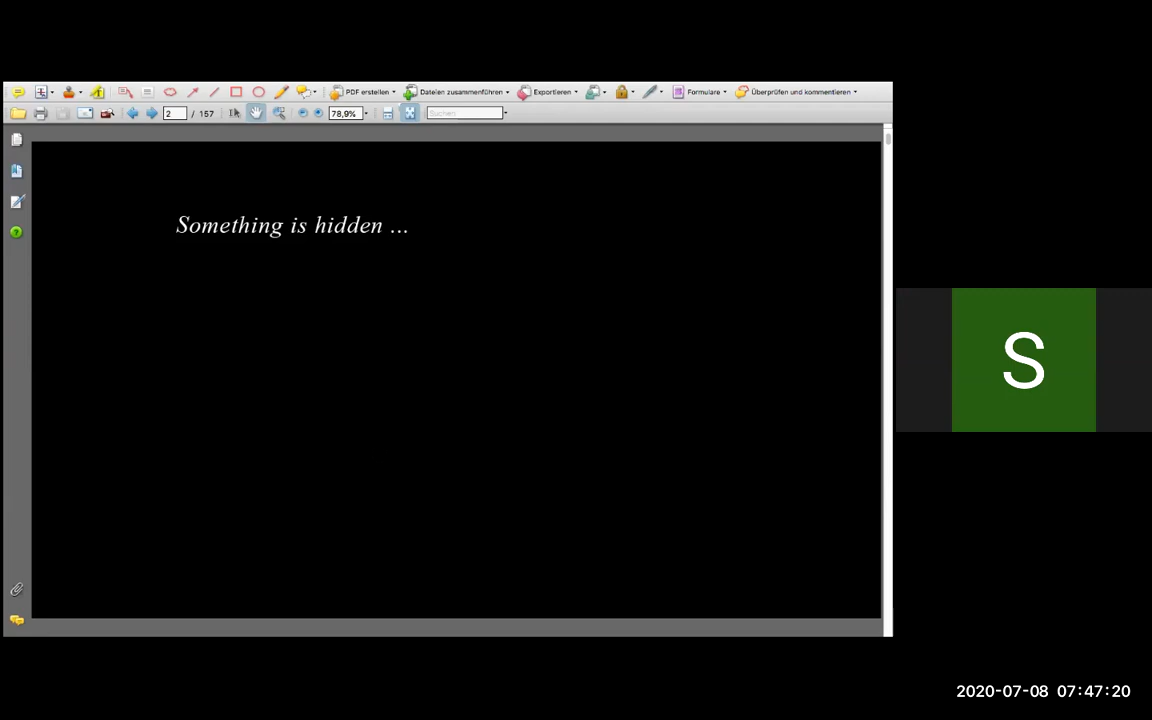 PDF erstellen Dateien zusammenführen Exportieren Formulare Überprüfen und kommentieren
2 / 157 78,9% Suchen
Something is hidden ...
S
2020-07-08 07:47:20